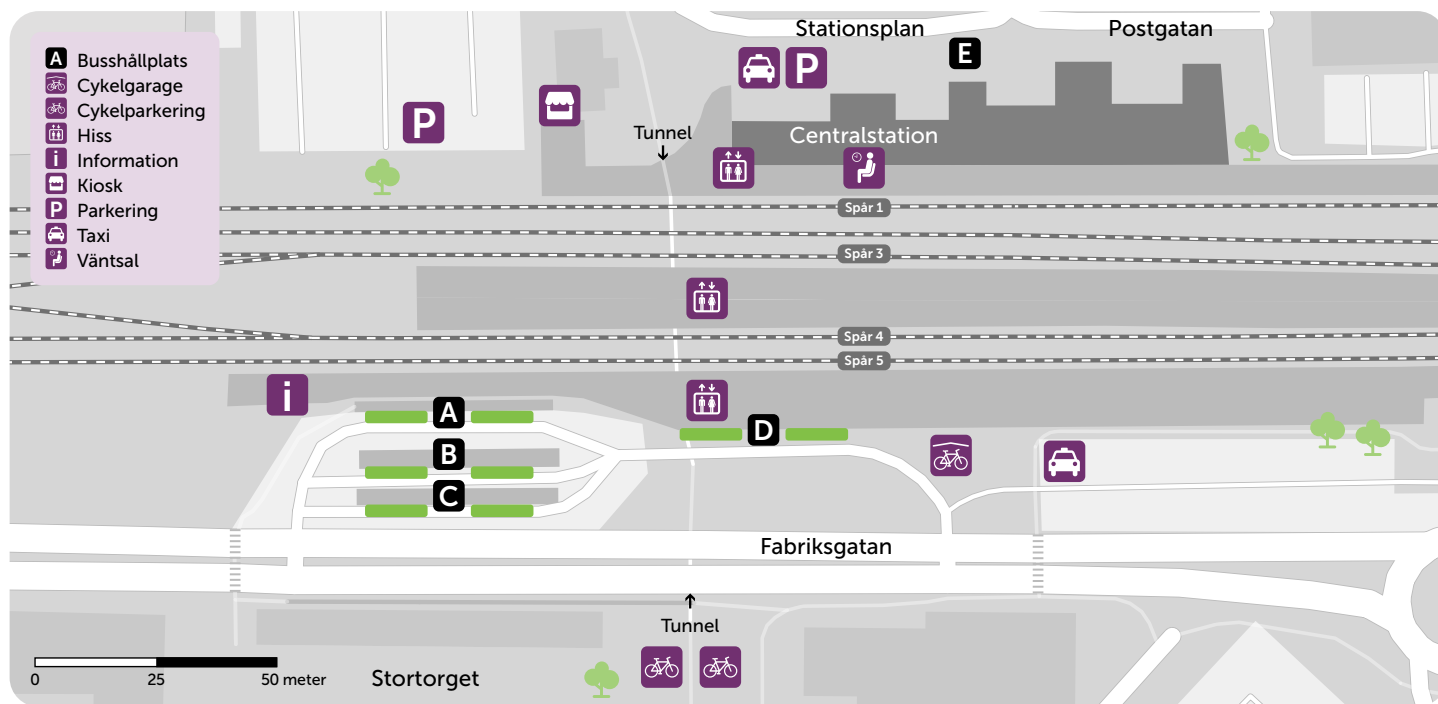 Stationsplan
Postgatan
A Busshållplats
Cykelgarage
Cykelparkering
Hiss
i Information
Kiosk
P Parkering
Taxi
Väntsal
E
P
P
Tunnel
Centralstation
Spår 1
Spår 3
Spår 4
Spår 5
i
A
D
B
C
Fabriksgatan
Tunnel
Stortorget
0 25 50 meter